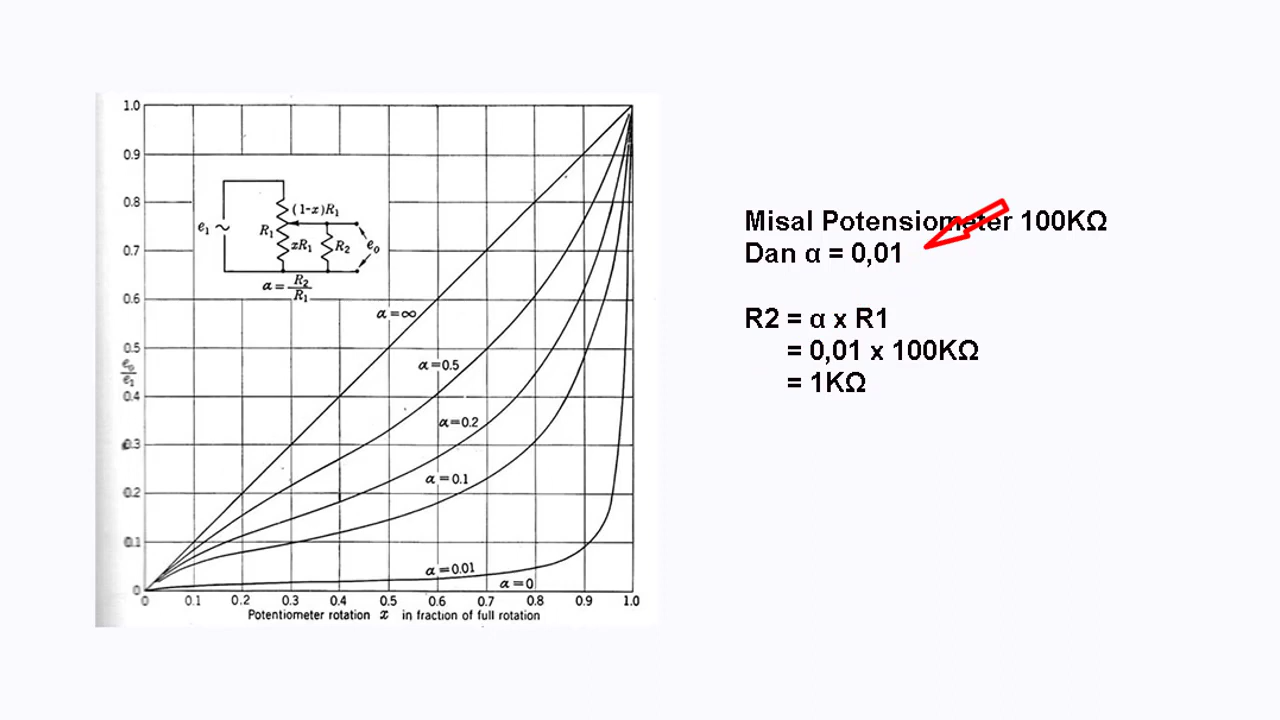 1.0
0.9
0.8
0.7
0.6
0.5
0.4
0.3
0.2
0.1
0
e₀/e₁
e₁
(1-x)R₁
R₁
xR₁
R₂
e₀
α = R₂/R₁
α=∞
α=0.5
α=0.2
α=0.1
α=0.01
α=0
0 0.1 0.2 0.3 0.4 0.5 0.6 0.7 0.8 0.9 1.0
Potentiometer rotation x in fraction of full rotation
Misal Potensiometer 100KΩ
Dan α = 0,01
R2 = α x R1
= 0,01 x 100KΩ
= 1KΩ